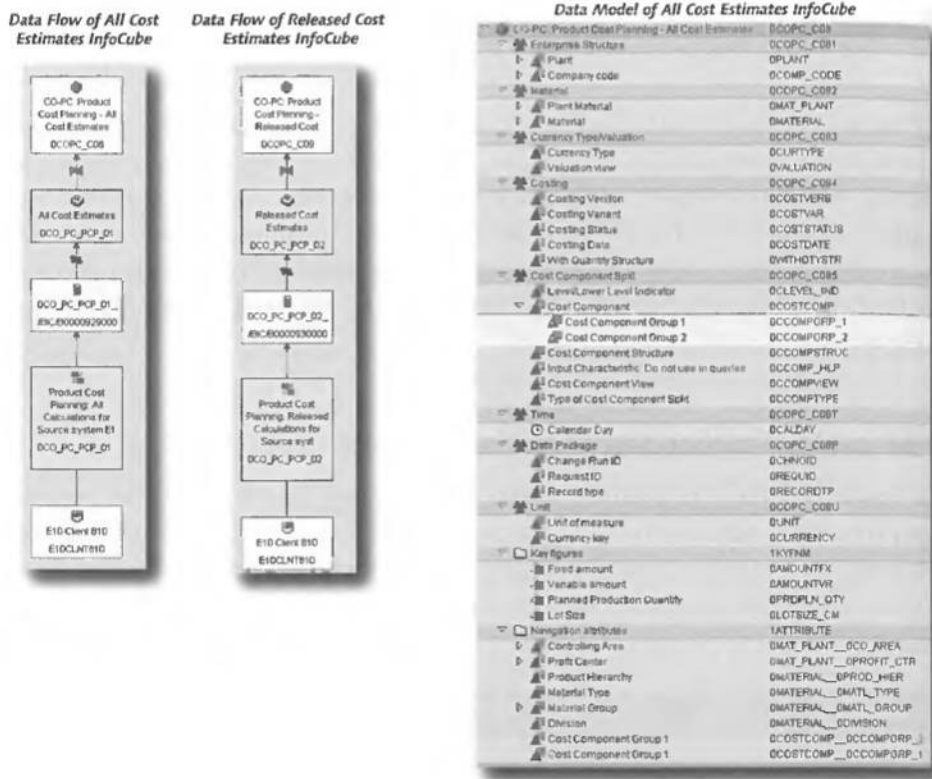 Data Flow of All Cost
Estimates InfoCube
CO-PC: Product
Cost Planning - All
Cost Estimates
0COPC_C08
All Cost Estimates
0CO_PC_PCP_01
0CO_PC_PCP_01_
Product Cost
Planning: All
Calculations for
Source system E1
0CO_PC_PCP_01
E10 Client 810
E10CLNT810
Data Flow of Released Cost
Estimates InfoCube
CO-PC: Product
Cost Planning -
Released Cost
0COPC_C09
Released Cost
Estimates
0CO_PC_PCP_02
0CO_PC_PCP_02_
Product Cost
Planning: Released
Calculations for
Source syst
0CO_PC_PCP_02
E10 Client 810
E10CLNT810
Data Model of All Cost Estimates InfoCube
CO-PC: Product Cost Planning - All Cost Estimates 0COPC_C08
Enterprise Structure 0COPC_C081
Plant 0PLANT
Company code 0COMP_CODE
Material 0COPC_C082
Plant Material 0MAT_PLANT
Material 0MATERIAL
Currency Type/Valuation 0COPC_C083
Currency Type 0CURTYPE
Valuation view 0VALUATION
Costing 0COPC_C084
Costing Version 0COSTVERS
Costing Variant 0COSTVAR
Costing Status 0COSTSTATUS
Costing Date 0COSTDATE
With Quantity Structure 0WITHQTYSTR
Cost Component Split 0COPC_C085
Level/Lower Level Indicator 0CLEVEL_IND
Cost Component 0COSTCOMP
Cost Component Group 1 0CCOMPGRP_1
Cost Component Group 2 0CCOMPGRP_2
Cost Component Structure 0CCOMPSTRUC
Input Characteristic: Do not use in queries 0CCOMP_HLP
Cost Component View 0CCOMPVIEW
Type of Cost Component Split 0CCOMPTYPE
Time 0COPC_C08T
Calendar Day 0CALDAY
Data Package 0COPC_C08P
Change Run ID 0CHNGID
Request ID 0REQUID
Record type 0RECORDTP
Unit 0COPC_C08U
Unit of measure 0UNIT
Currency key 0CURRENCY
Key figures 1KYFNM
Fixed amount 0AMOUNTFX
Variable amount 0AMOUNTVR
Planned Production Quantity 0PRDPLN_QTY
Lot Size 0LOTSIZE_CM
Navigation attributes 1ATTRIBUTE
Controlling Area 0MAT_PLANT__0CO_AREA
Profit Center 0MAT_PLANT__0PROFIT_CTR
Product Hierarchy 0MATERIAL__0PROD_HIER
Material Type 0MATERIAL__0MATL_TYPE
Material Group 0MATERIAL__0MATL_GROUP
Division 0MATERIAL__0DIVISION
Cost Component Group 1 0COSTCOMP__0CCOMPGRP_
Cost Component Group 1 0COSTCOMP__0CCOMPGRP_1